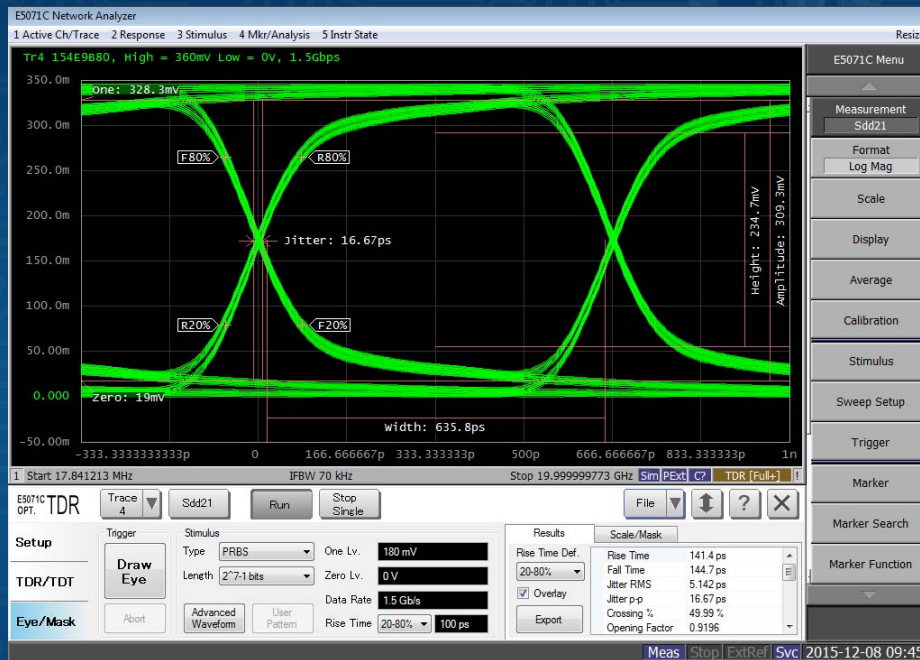 E5071C Network Analyzer
1 Active Ch/Trace 2 Response 3 Stimulus 4 Mkr/Analysis 5 Instr State
Tr4 154E9B80, High = 360mV Low = 0V, 1.5Gbps
350.0m
One: 328.3mV
300.0m
F80% R80%
250.0m
200.0m
Jitter: 16.67ps
Height: 234.7mV
Amplitude: 309.3mV
150.0m
100.0m
R20% F20%
50.00m
0.000
Zero: 19mV
Width: 635.8ps
-50.00m
-333.3333333333p 0 166.666667p 333.333333p 500p 666.666667p 833.333333p 1n
1 Start 17.841213 MHz IFBW 70 kHz Stop 19.999999773 GHz Sim PExt C? TDR [Full+] !
E5071C Menu
Measurement
Sdd21
Format
Log Mag
Scale
Display
Average
Calibration
Stimulus
Sweep Setup
Trigger
Marker
Marker Search
Marker Function
E5071C
OPT. TDR
Trace
4
Sdd21
Run
Stop
Single
File
?
Setup
TDR/TDT
Eye/Mask
Trigger
Draw
Eye
Abort
Stimulus
Type PRBS
Length 2^7-1 bits
Advanced
Waveform
User
Pattern
One Lv. 180 mV
Zero Lv. 0 V
Data Rate 1.5 Gb/s
Rise Time 20-80% 100 ps
Results Scale/Mask
Rise Time Def.
20-80%
Overlay
Export
Rise Time 141.4 ps
Fall Time 144.7 ps
Jitter RMS 5.142 ps
Jitter p-p 16.67 ps
Crossing % 49.99 %
Opening Factor 0.9196
Meas Stop ExtRef Svc 2015-12-08 09:4